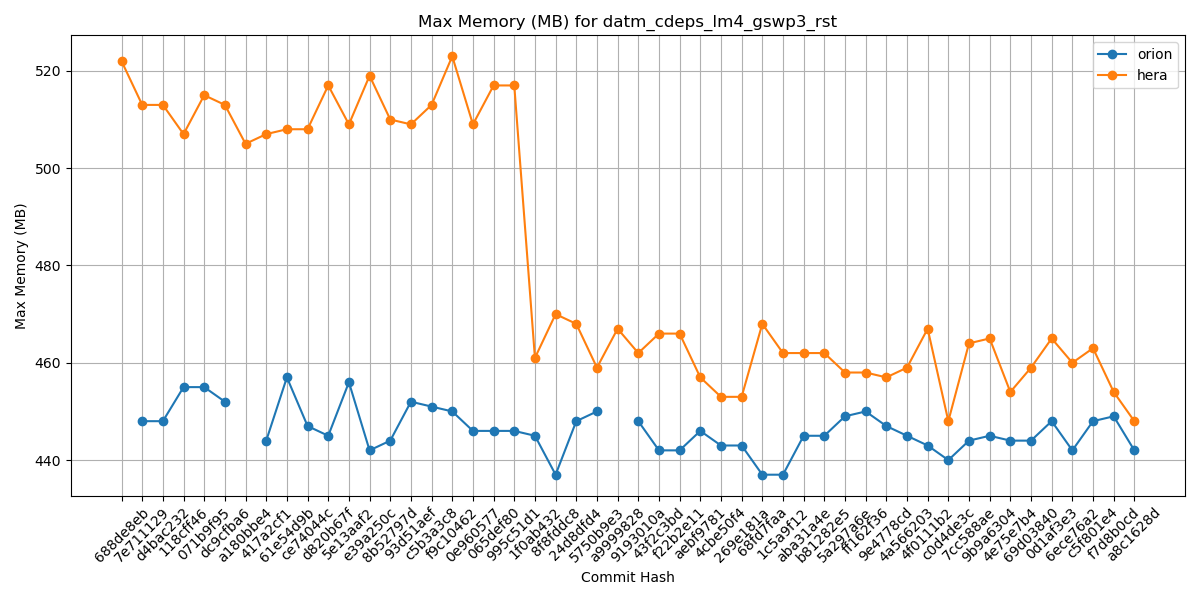 Max Memory (MB) for datm_cdeps_lm4_gswp3_rst
orion
hera
Max Memory (MB)
520
500
480
460
440
688de8eb
7e711129
d4bac232
118cff46
071b9f95
dc9cfba6
a180bbe4
417a2cf1
61e54d9b
ce74044c
d820b67f
5e13aaf2
e39a250c
8b52797d
93d51aef
c5b3a3c8
f9c10462
0e960577
065def80
995c51d1
1f0ab432
8f8fdfdc8
24d8dfd4
5750b9e3
a9999828
9193010a
43f253bd
f22b2e11
aebf9781
4cbe50f4
269e181a
68fd7faa
1c5a9f12
aba31a4e
b81282e5
5a297a6e
ff162f36
9e4778cd
4a566203
4f011b2
c0d4de3c
7cc588ae
9b9a6304
4e75e7b4
69d03840
0d1af3e3
6ece76a2
c5f801e4
f7d8b0cd
a8c1628d
Commit Hash